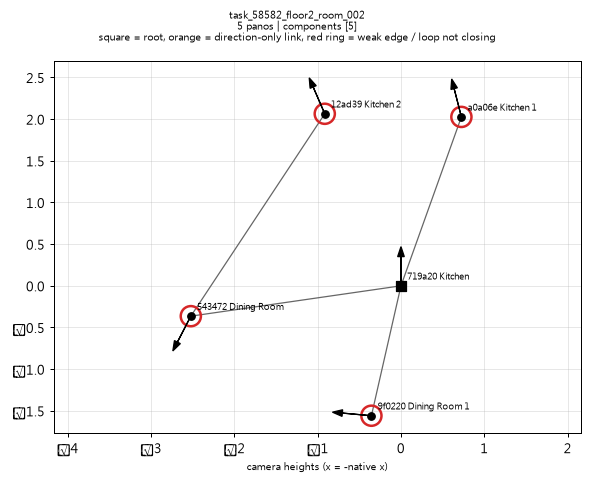 task_58582_floor2_room_002
5 panos | components [5]
square = root, orange = direction-only link, red ring = weak edge / loop not closing
2.5
12ad39 Kitchen 2
a0a06e Kitchen 1
2.0
1.5
1.0
0.5
719a20 Kitchen
0.0
543472 Dining Room
0.5
1.0
9f0220 Dining Room 1
1.5
4 3 2 1 0 1 2
camera heights (x = -native x)